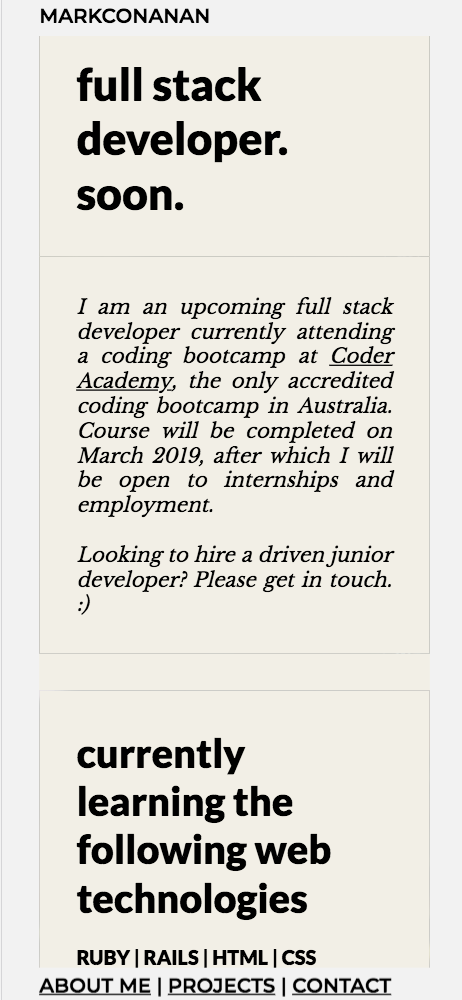 MARKCONANAN
full stack
developer.
soon.
I am an upcoming full stack
developer currently attending
a coding bootcamp at Coder
Academy, the only accredited
coding bootcamp in Australia.
Course will be completed on
March 2019, after which I will
be open to internships and
employment.
Looking to hire a driven junior
developer? Please get in touch.
:)
currently
learning the
following web
technologies
RUBY | RAILS | HTML | CSS
ABOUT ME | PROJECTS | CONTACT